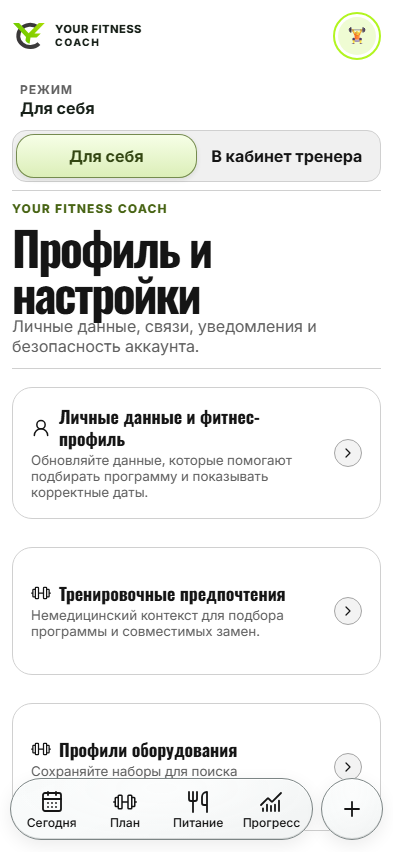 YOUR FITNESS
COACH
РЕЖИМ
Для себя
Для себя
В кабинет тренера
YOUR FITNESS COACH
Профиль и
настройки
Личные данные, связи, уведомления и
безопасность аккаунта.
Личные данные и фитнес-
профиль
Обновляйте данные, которые помогают
подбирать программу и показывать
корректные даты.
Тренировочные предпочтения
Немедицинский контекст для подбора
программы и совместимых замен.
Профили оборудования
Сохраняйте наборы для поиска
Сегодня
План
Питание
Прогресс